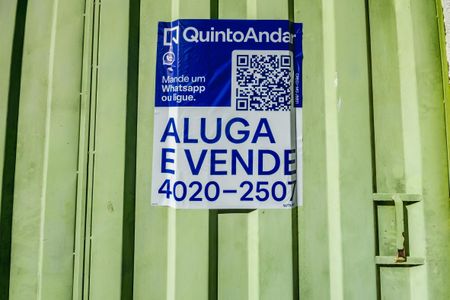 QuintoAndar
Mande um
Whatsapp
ou ligue.
ALUGA
E VENDE
4020-2507